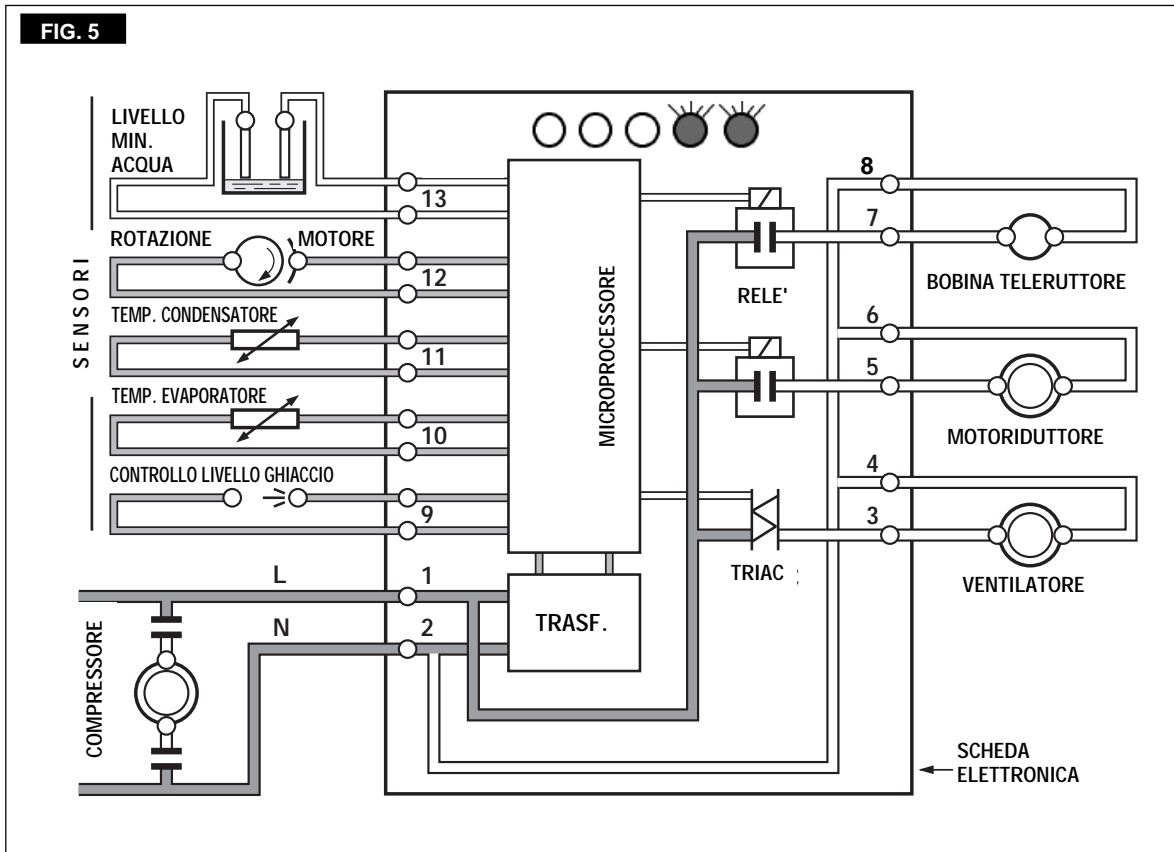 FIG. 5
LIVELLO
MIN.
ACQUA
13
ROTAZIONE MOTORE
12
TEMP. CONDENSATORE
11
TEMP. EVAPORATORE
10
CONTROLLO LIVELLO GHIACCIO
9
SENSORI
L
1
N
2
COMPRESSORE
MICROPROCESSORE
TRASF.
RELE'
TRIAC
8
7
BOBINA TELERUTTORE
6
5
MOTORIDUTTORE
4
3
VENTILATORE
SCHEDA
ELETTRONICA